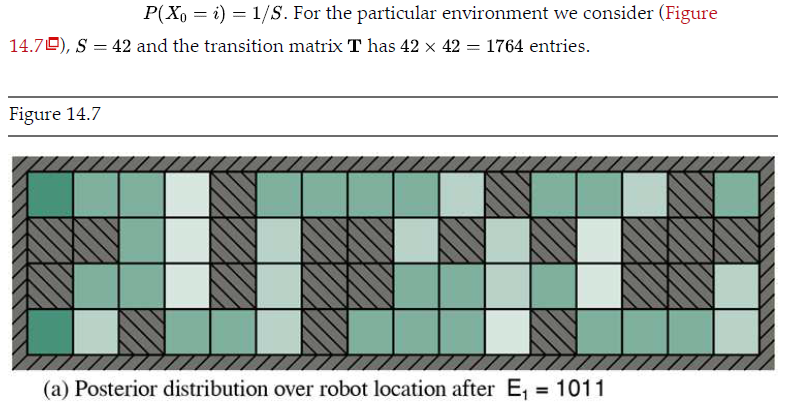 P(X₀ = i) = 1/S. For the particular environment we consider (Figure
14.7), S = 42 and the transition matrix T has 42 × 42 = 1764 entries.
Figure 14.7
(a) Posterior distribution over robot location after E₁ = 1011